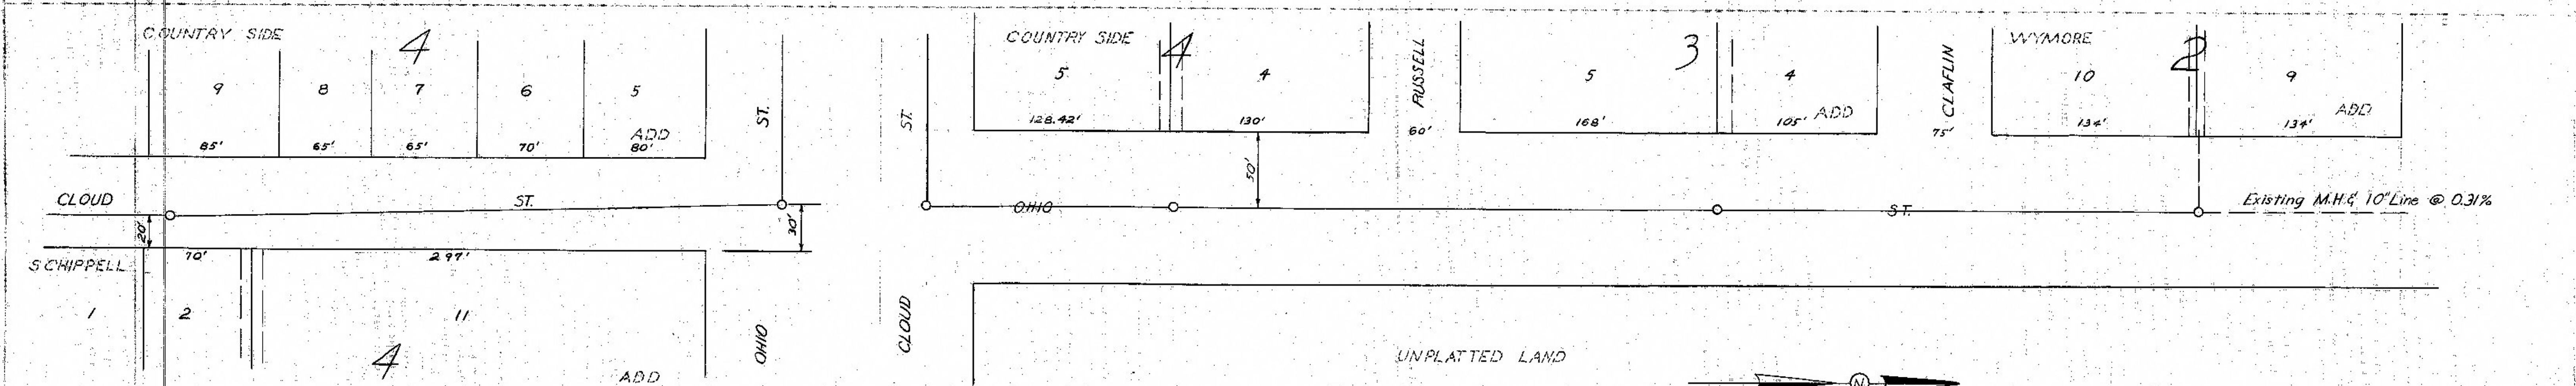 COUNTRY SIDE
4
9 8 7 6 5
ADD
85' 65' 65' 70' 80'
ST.
CLOUD ST.
20'
30'
SCHIPPELL
70' 297'
1 2 11
4
ADD
OHIO
COUNTRY SIDE
4
5 4
128.42' 130'
ST.
RUSSELL
60'
3
5 4
ADD
168' 105'
CLAFLIN
75'
WYMORE
2
10 9
ADD
134' 134'
50'
OHIO ST.
Existing M.H. & 10" Line @ 0.31%
CLOUD
UNPLATTED LAND
N